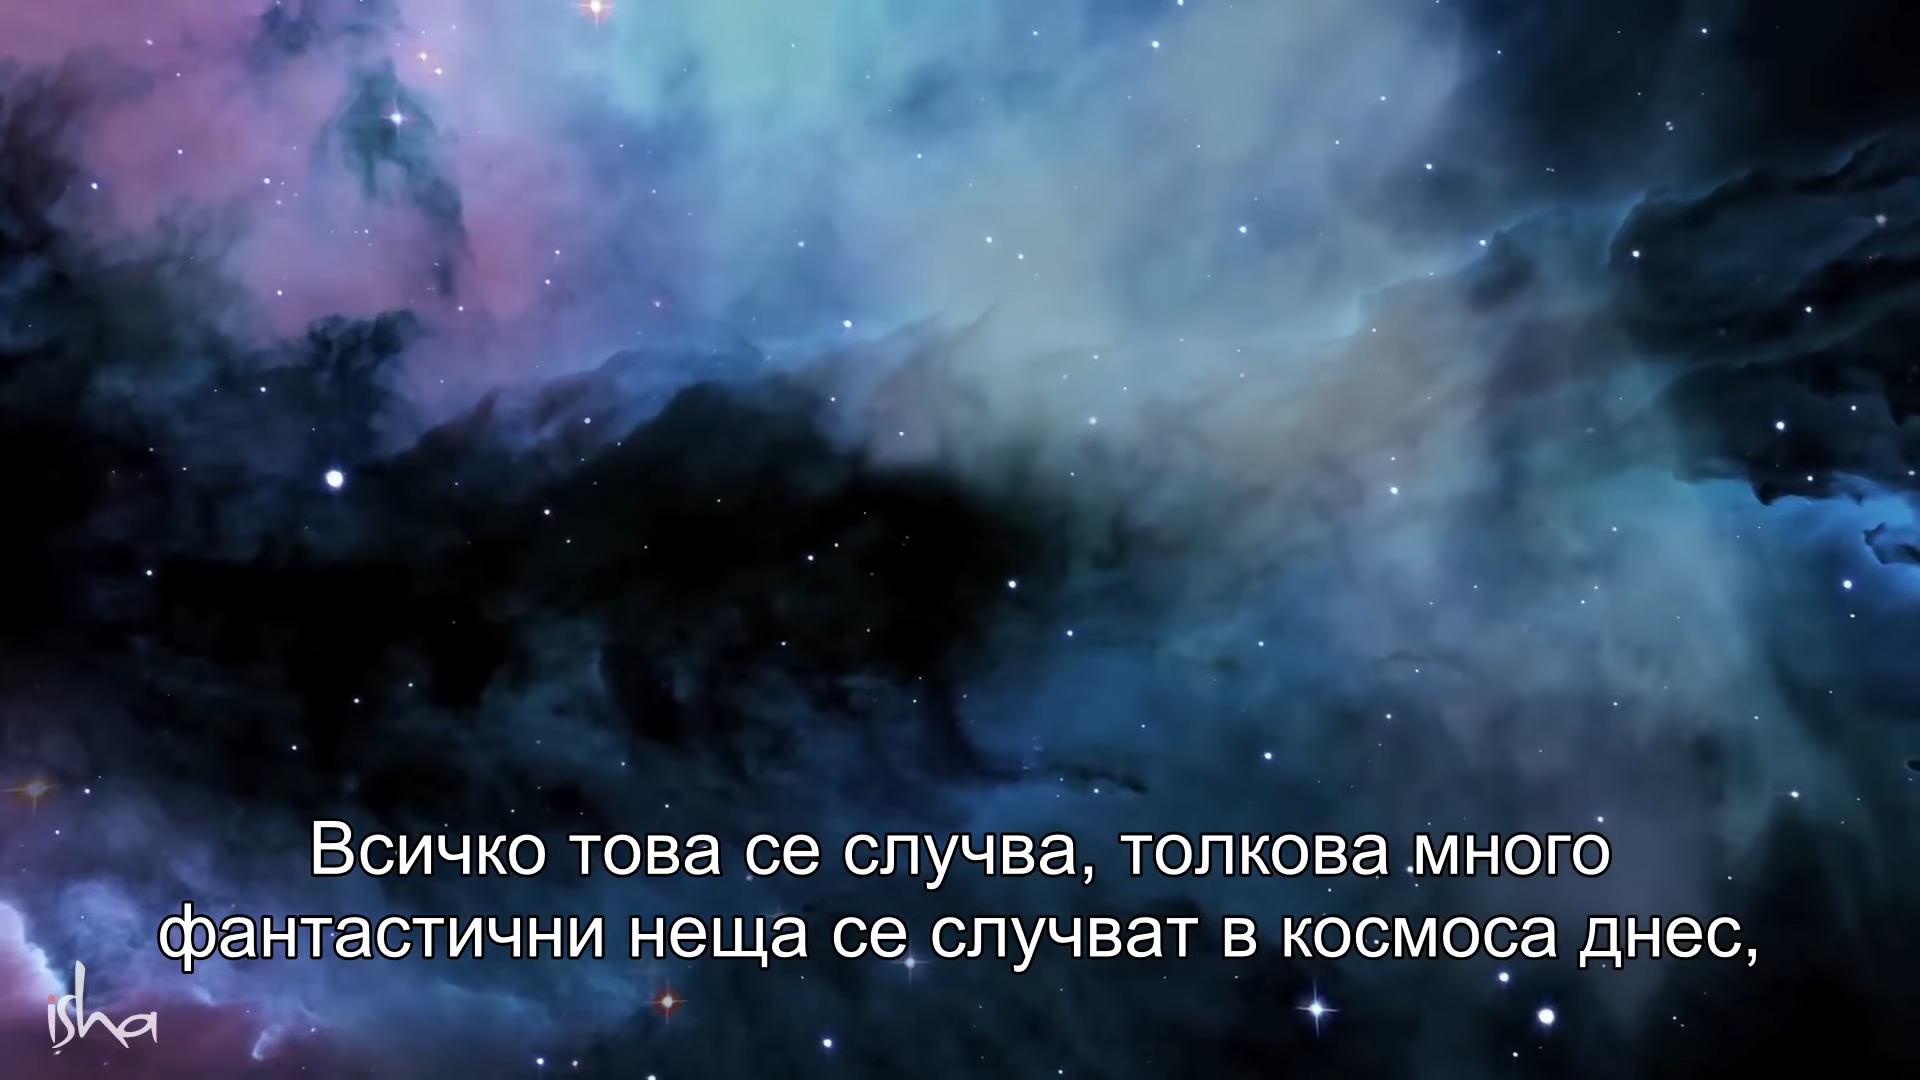 Всичко това се случва, толкова много
фантастични неща се случват в космоса днес,
isha